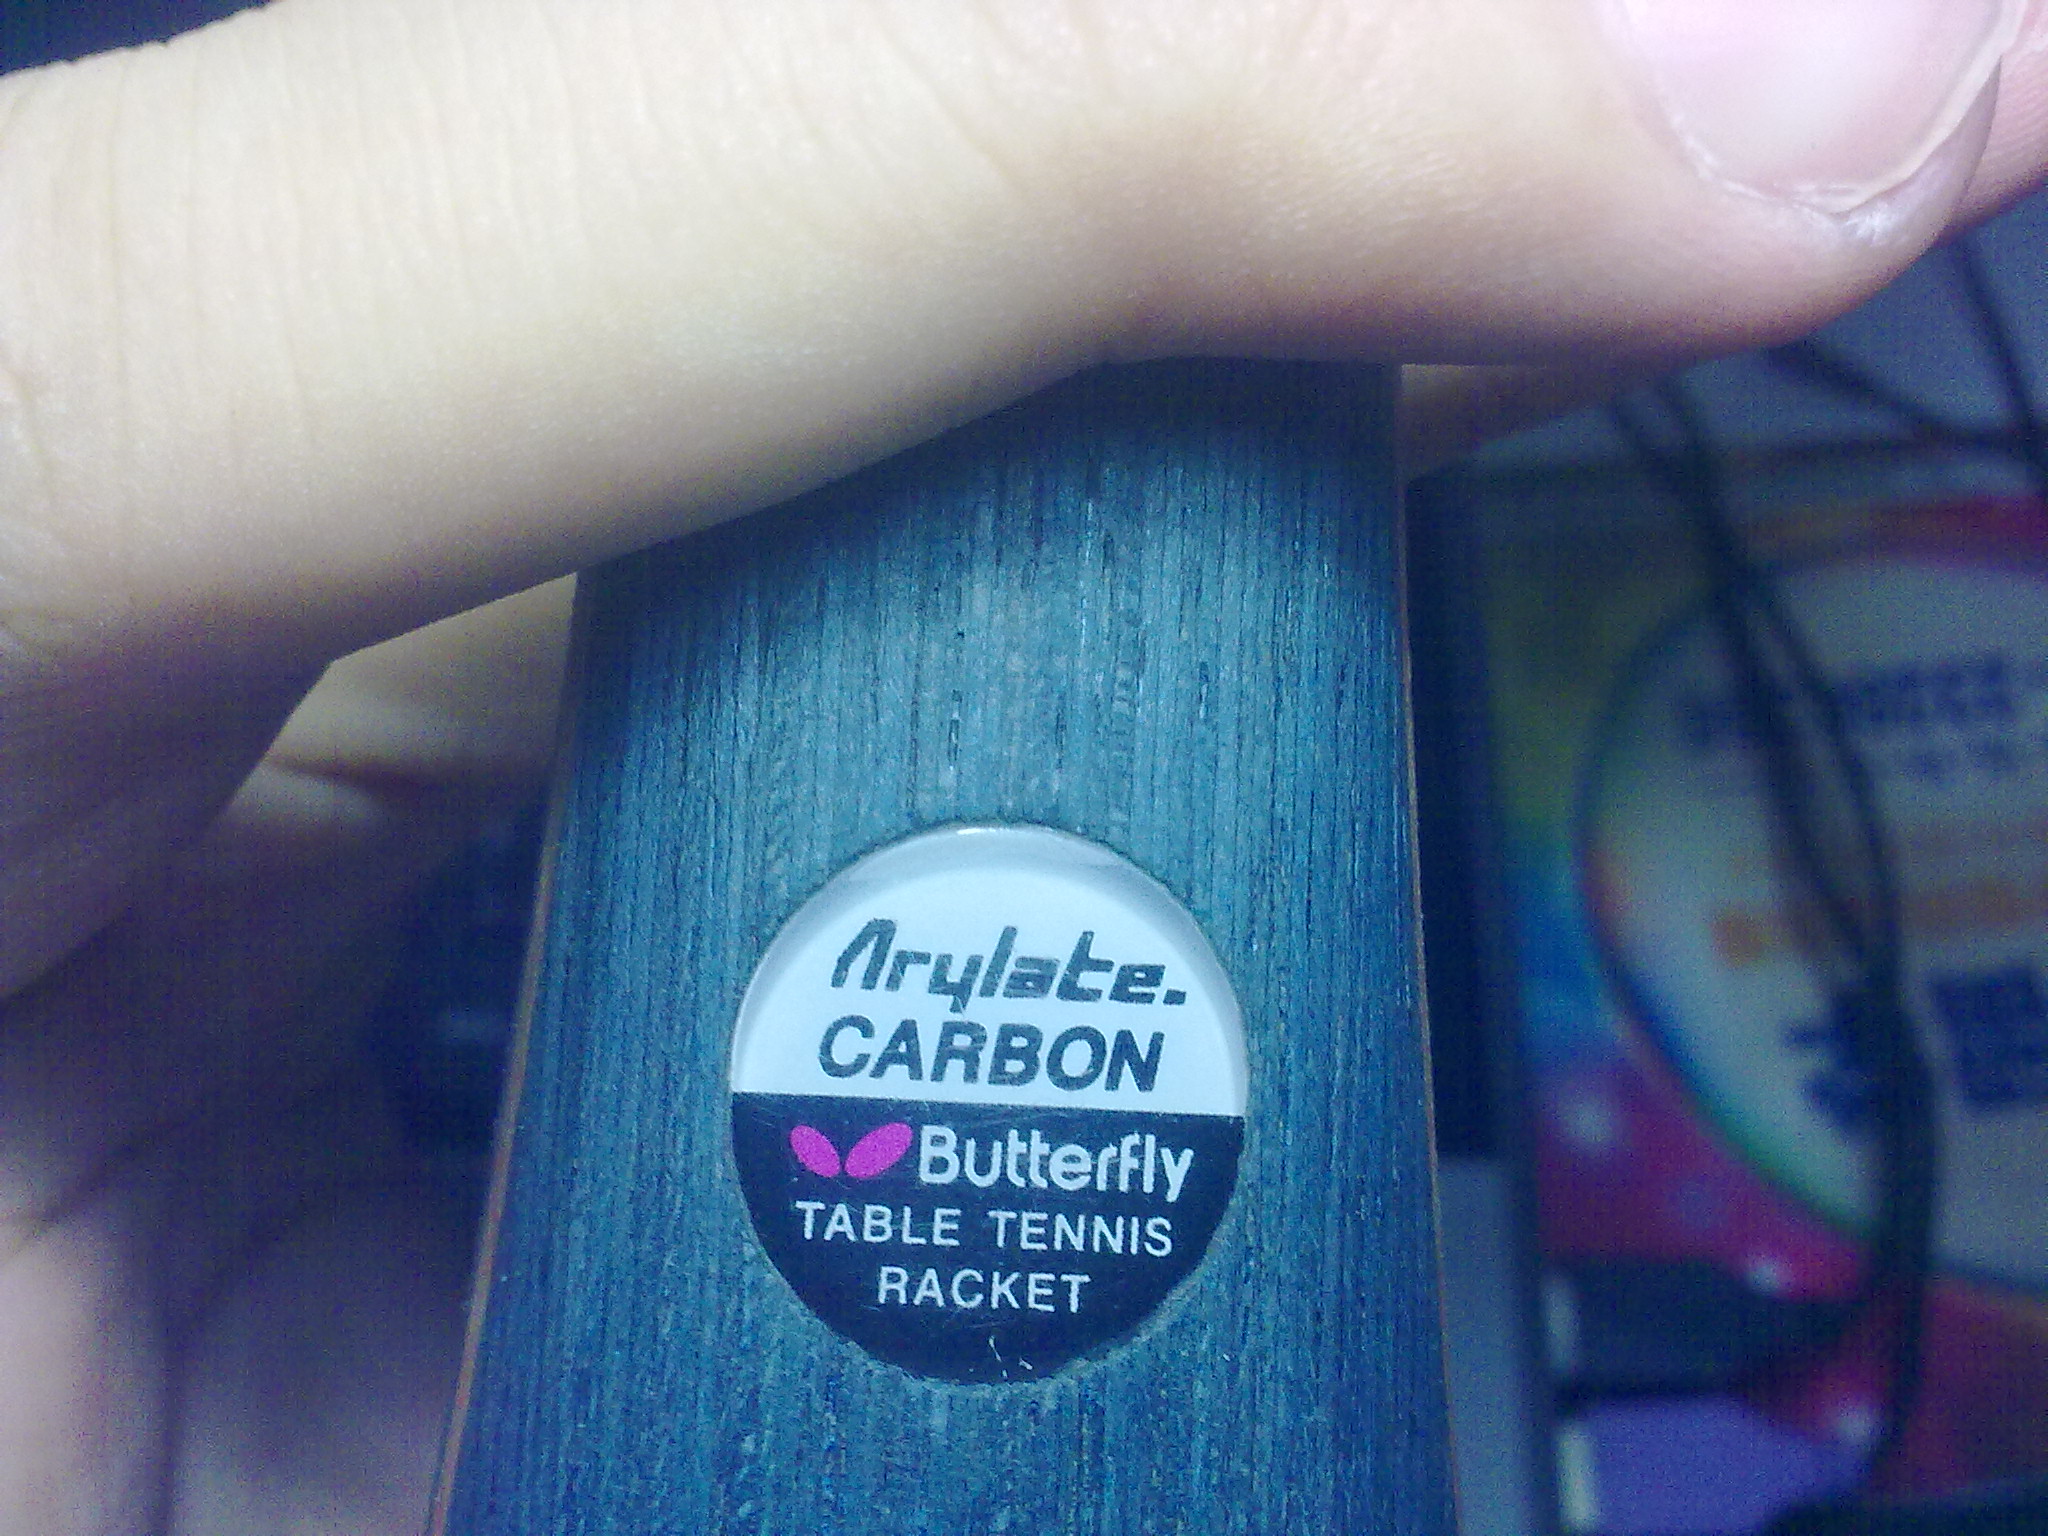 Arylate.
CARBON
Butterfly
TABLE TENNIS
RACKET